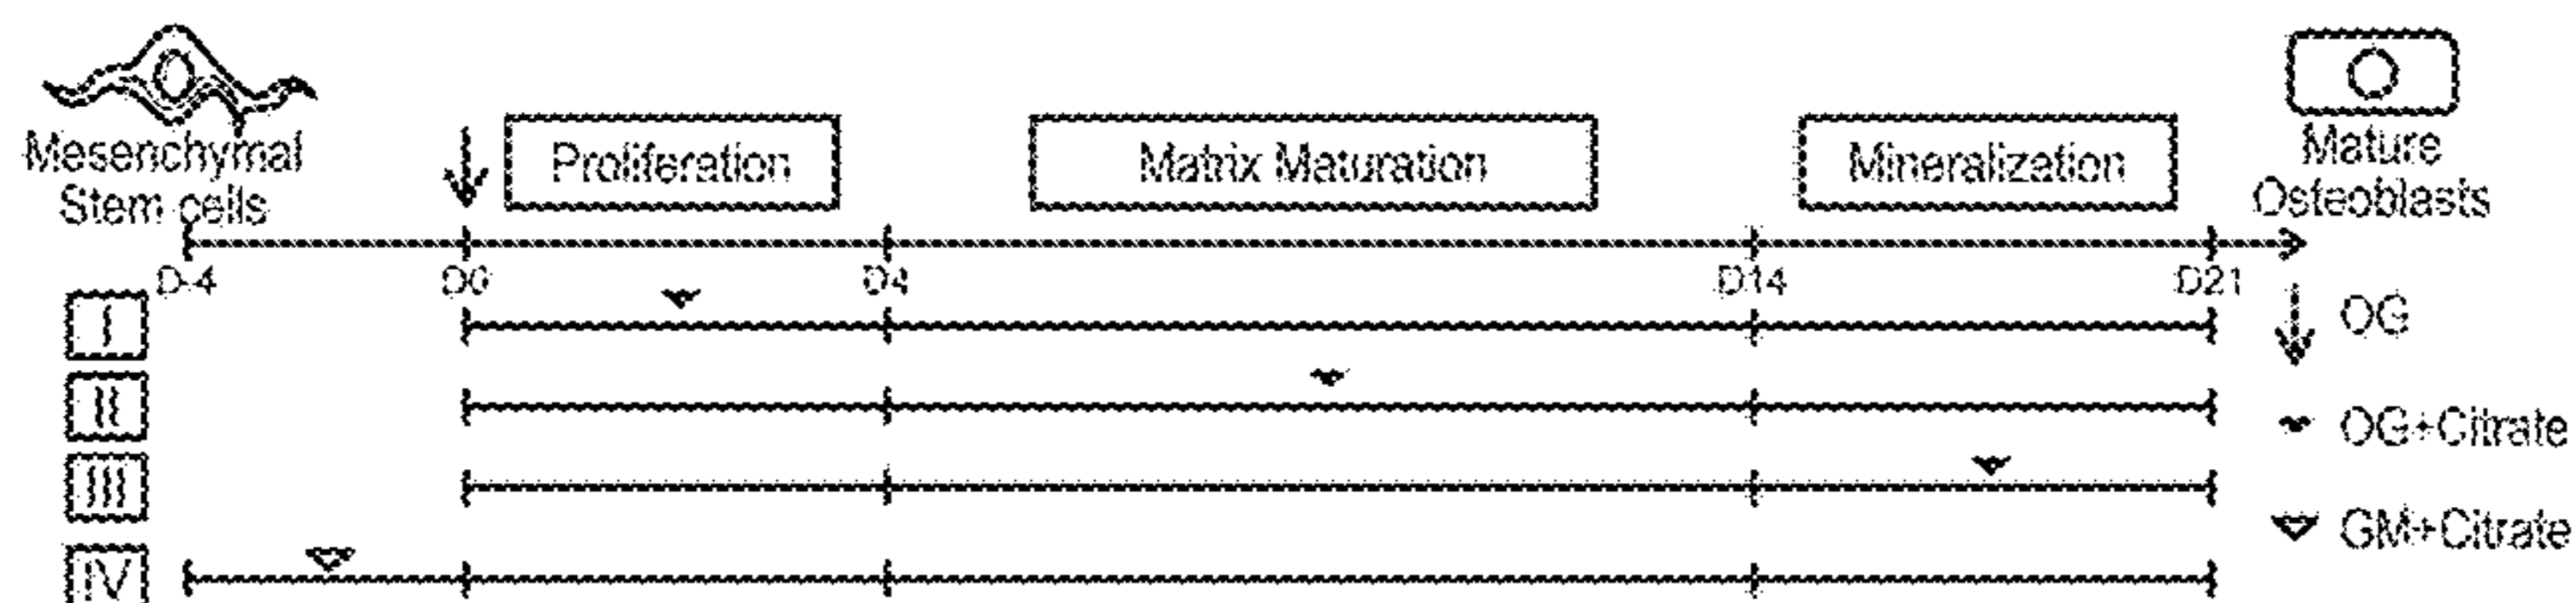 Mesenchymal
Stem cells
Proliferation
Matrix Maturation
Mineralization
Mature
Osteoblasts
D-4
D0
D4
D14
D21
I
II
III
IV
OG
OG+Citrate
GM+Citrate